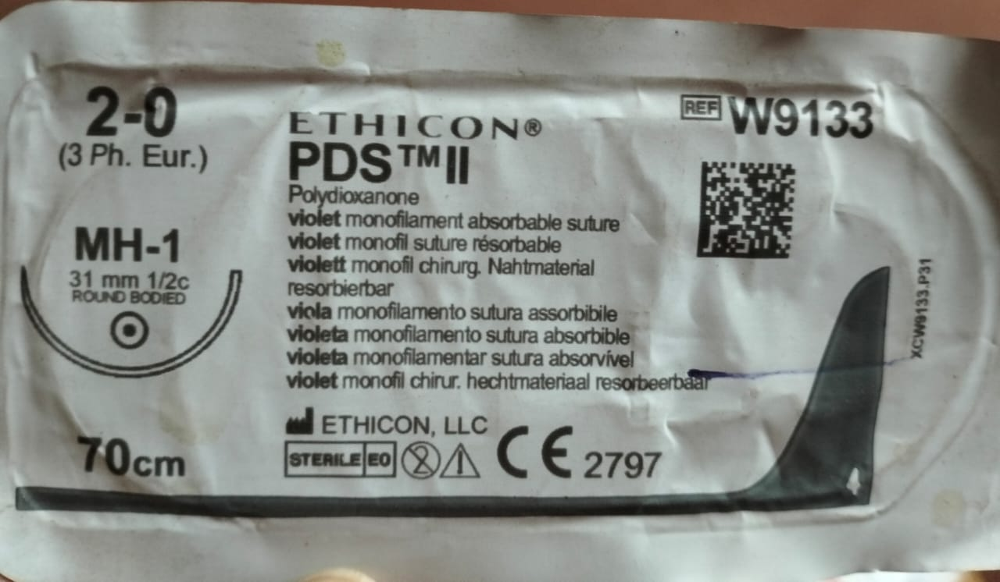 2-0
(3 Ph. Eur.)
MH-1
31 mm 1/2c
ROUND BODIED
70cm
ETHICON®
PDS™II
Polydioxanone
violet monofilament absorbable suture
violet monofil suture résorbable
violett monofil chirurg. Nahtmaterial
resorbierbar
viola monofilamento sutura assorbibile
violeta monofilamento sutura absorbible
violeta monofilamentar sutura absorvível
violet monofil chirur. hechtmateriaal resorbeerbaar
ETHICON, LLC
STERILE EO
2
CE 2797
REF W9133
XCW9133.P31